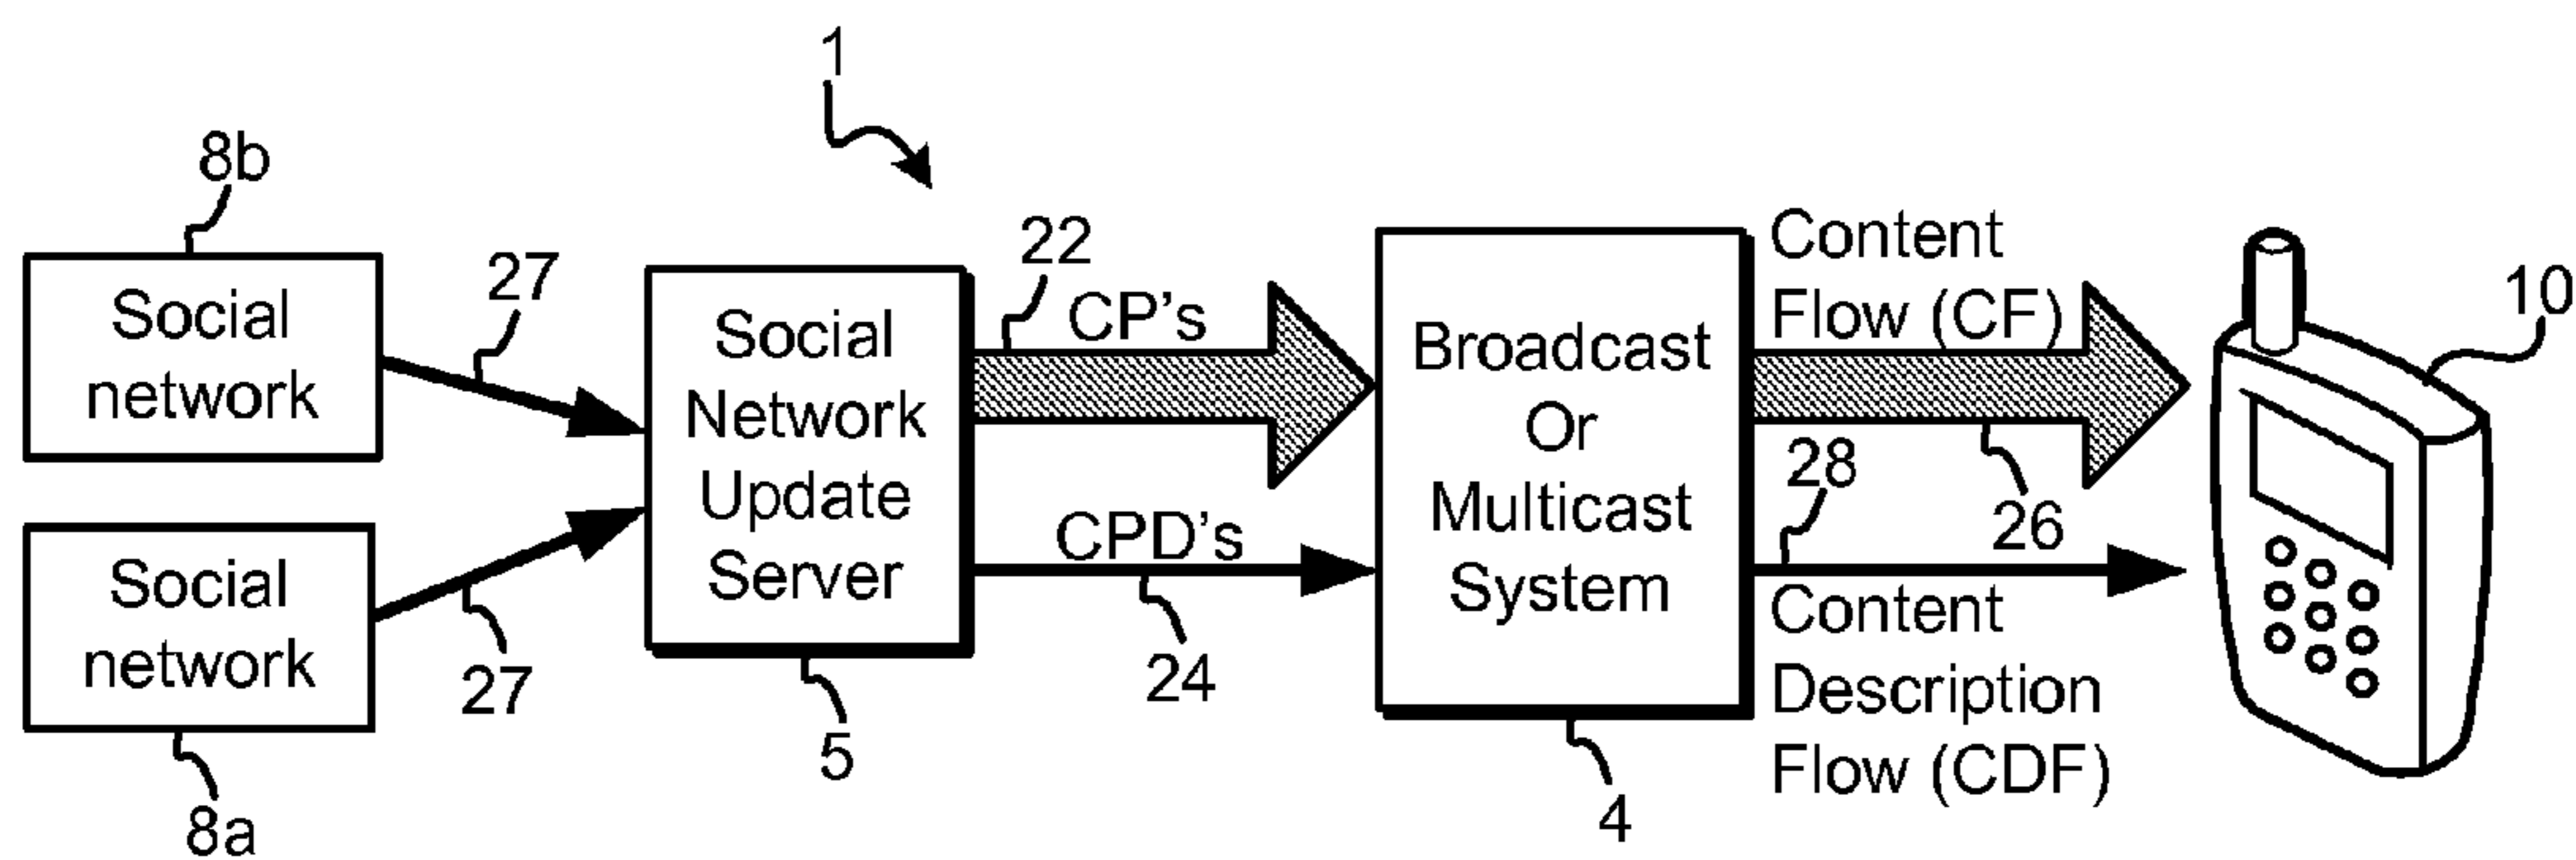 1
8b
Social
network
27
Social
network
8a
27
Social
Network
Update
Server
5
22
CP's
CPD's
24
Broadcast
Or
Multicast
System
4
Content
Flow (CF)
26
28
Content
Description
Flow (CDF)
10